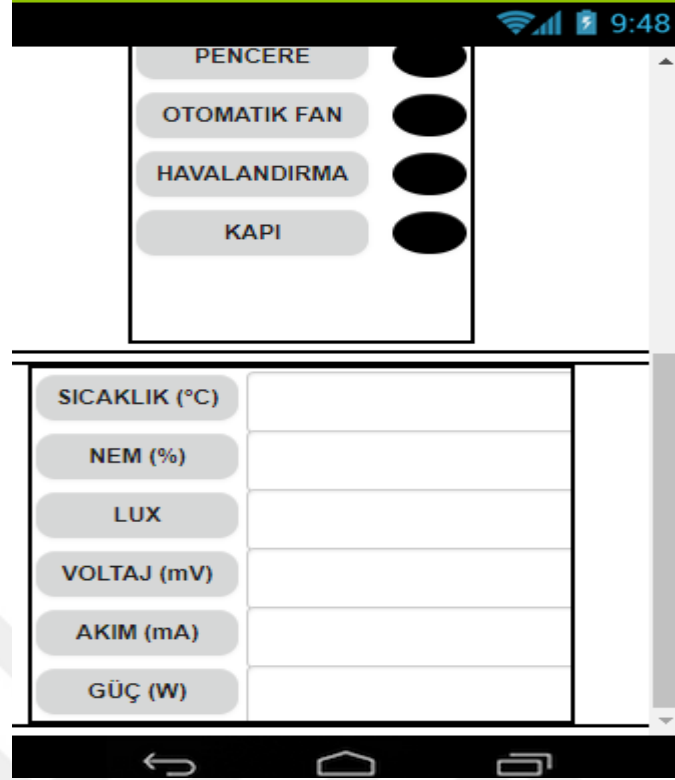 9:48
PENCERE
OTOMATIK FAN
HAVALANDIRMA
KAPI
SICAKLIK (°C)
NEM (%)
LUX
VOLTAJ (mV)
AKIM (mA)
GÜÇ (W)